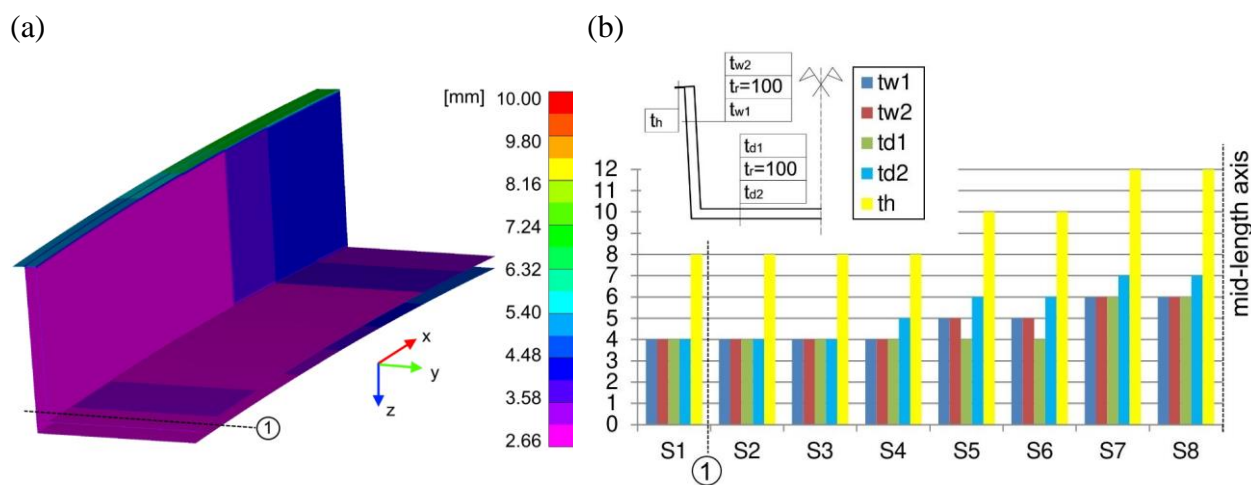 (a)
[mm]
10.00
9.80
8.16
7.24
6.32
5.40
4.48
3.58
2.66
x
y
z
1
(b)
tw2
tr=100
tw1
th
td1
tr=100
td2
tw1
tw2
td1
td2
th
12
11
10
9
8
7
6
5
4
3
2
1
0
S1 S2 S3 S4 S5 S6 S7 S8
1
mid-length axis